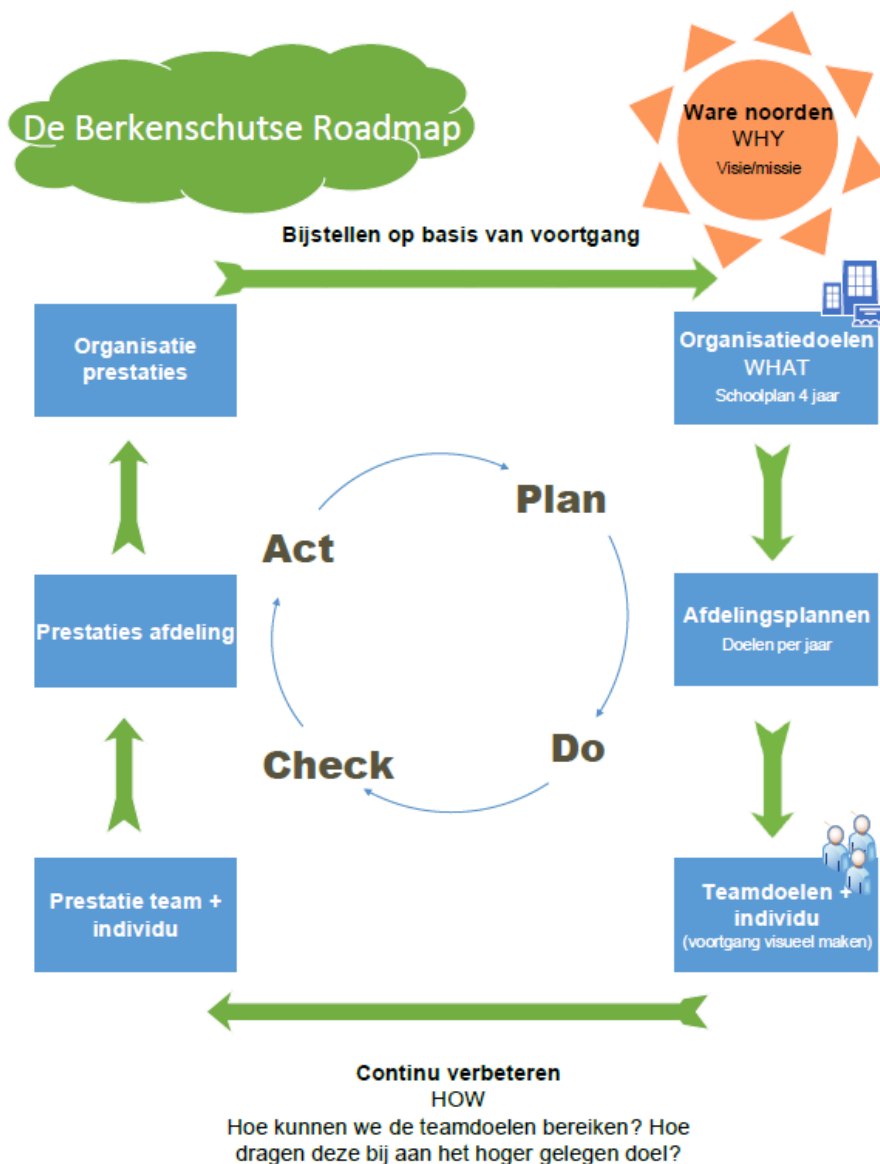 De Berkenschutse Roadmap
Ware noorden
WHY
Visie/missie
Bijstellen op basis van voortgang
Organisatie
prestaties
Organisatiedoelen
WHAT
Schoolplan 4 jaar
Plan
Act
Prestaties afdeling
Afdelingsplannen
Doelen per jaar
Do
Check
Prestatie team +
individu
Teamdoelen +
individu
(voortgang visueel maken)
Continu verbeteren
HOW
Hoe kunnen we de teamdoelen bereiken? Hoe
dragen deze bij aan het hoger gelegen doel?